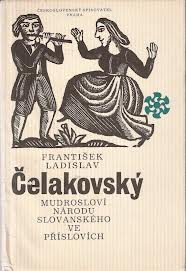 ČESKOSLOVENSKÝ SPISOVATEL
PRAHA
FRANTIŠEK
LADISLAV
Čelakovský
MUDROSLOVÍ
NÁRODU
SLOVANSKÉHO
VE
PŘÍSLOVÍCH